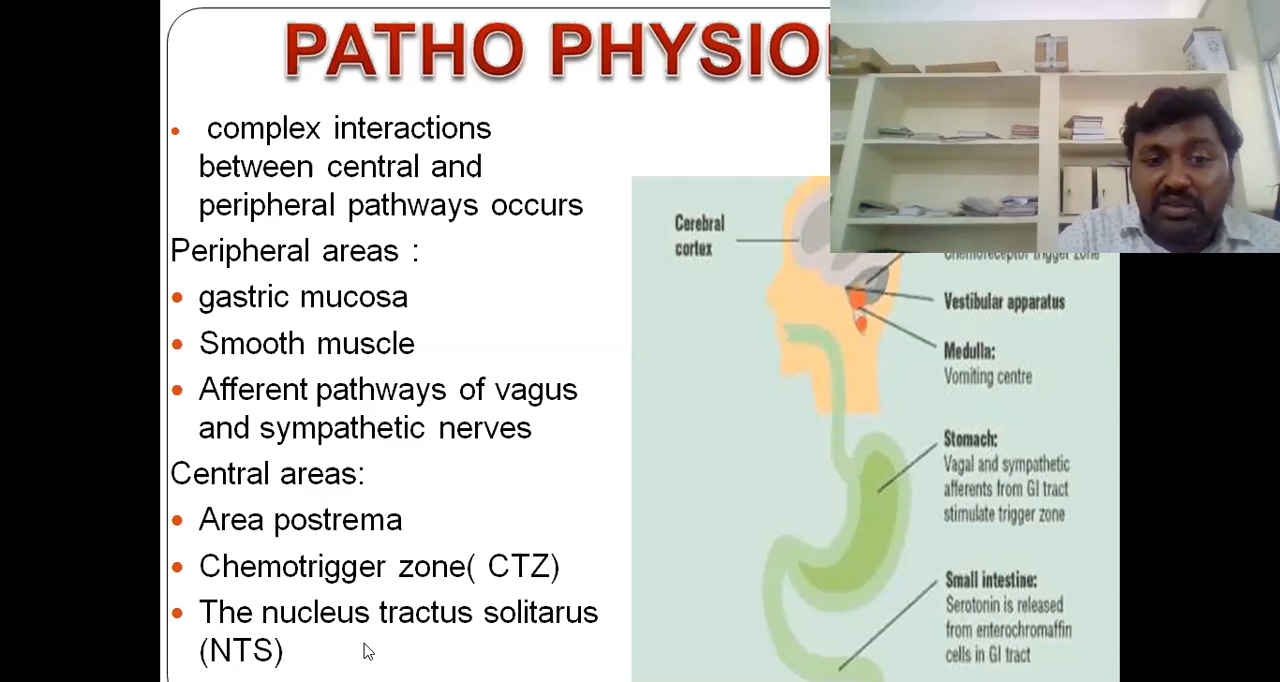 PATHO PHYSIO
• complex interactions
between central and
peripheral pathways occurs
Peripheral areas :
• gastric mucosa
• Smooth muscle
• Afferent pathways of vagus
and sympathetic nerves
Central areas:
• Area postrema
• Chemotrigger zone( CTZ)
• The nucleus tractus solitarus
(NTS)
Cerebral
cortex
Chemoreceptor trigger zone
Vestibular apparatus
Medulla:
Vomiting centre
Stomach:
Vagal and sympathetic
afferents from GI tract
stimulate trigger zone
Small intestine:
Serotonin is released
from enterochromaffin
cells in GI tract